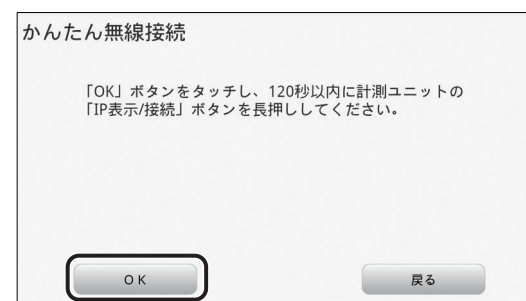 かんたん無線接続
「OK」ボタンをタッチし、120秒以内に計測ユニットの
「IP表示/接続」ボタンを長押ししてください。
OK
戻る